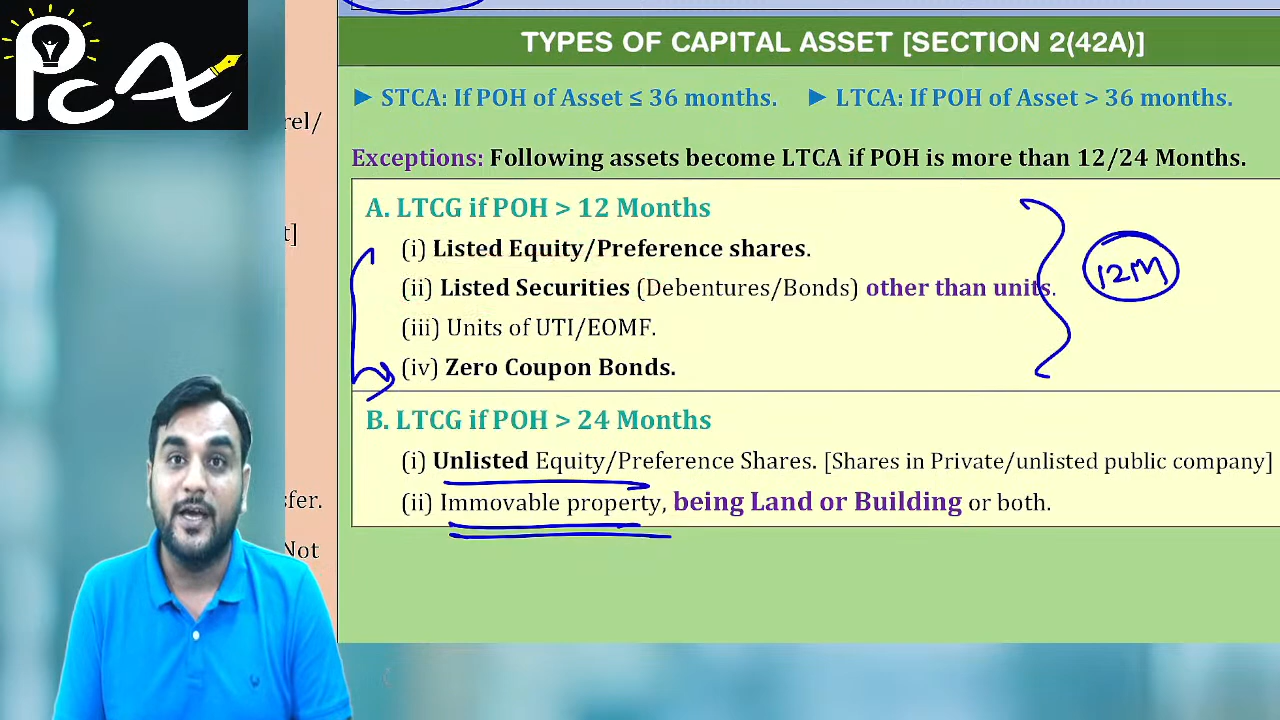 PCA
TYPES OF CAPITAL ASSET [SECTION 2(42A)]
► STCA: If POH of Asset ≤ 36 months. ► LTCA: If POH of Asset > 36 months.
rel/
Exceptions: Following assets become LTCA if POH is more than 12/24 Months.
A. LTCG if POH > 12 Months
t]
(i) Listed Equity/Preference shares.
12M
(ii) Listed Securities (Debentures/Bonds) other than units.
(iii) Units of UTI/EOMF.
(iv) Zero Coupon Bonds.
B. LTCG if POH > 24 Months
(i) Unlisted Equity/Preference Shares. [Shares in Private/unlisted public company]
(ii) Immovable property, being Land or Building or both.
sfer.
Not